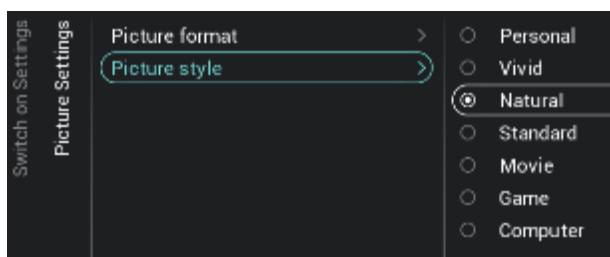 Switch on Settings
Picture Settings
Picture format
Picture style
Personal
Vivid
Natural
Standard
Movie
Game
Computer